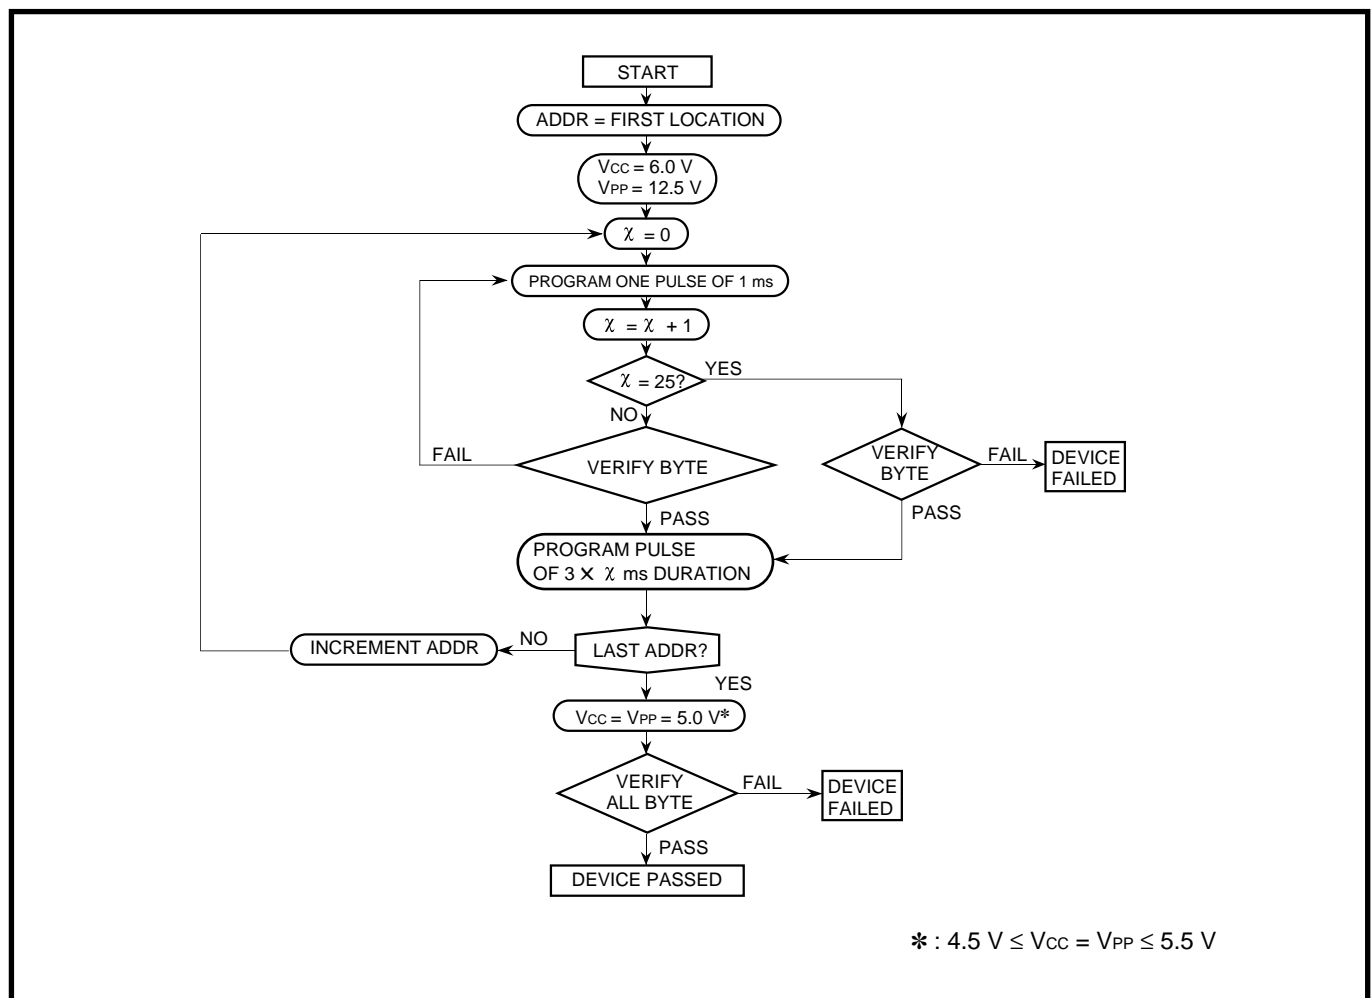 START
ADDR = FIRST LOCATION
VCC = 6.0 V
VPP = 12.5 V
χ = 0
PROGRAM ONE PULSE OF 1 ms
χ = χ + 1
χ = 25?
YES
NO
VERIFY BYTE
FAIL
VERIFY
BYTE
FAIL
DEVICE
FAILED
PASS
PASS
PROGRAM PULSE
OF 3 × χ ms DURATION
LAST ADDR?
NO
INCREMENT ADDR
YES
VCC = VPP = 5.0 V*
VERIFY
ALL BYTE
FAIL
DEVICE
FAILED
PASS
DEVICE PASSED
* : 4.5 V ≤ VCC = VPP ≤ 5.5 V